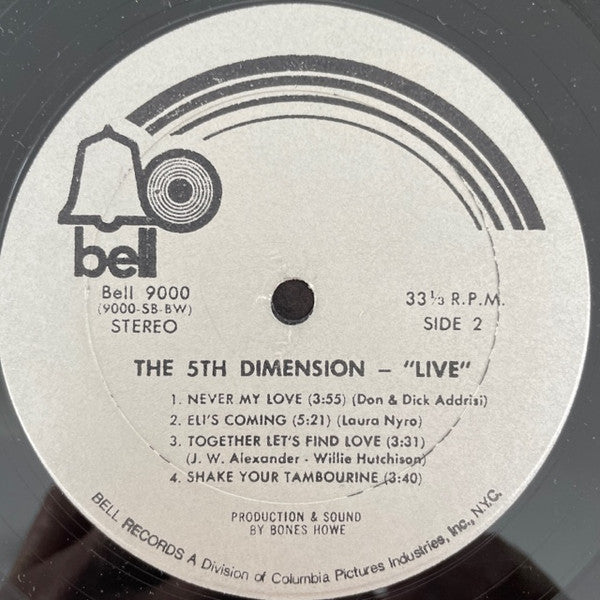 bell
Bell 9000
(9000-SB-BW)
STEREO
33 1/3 R.P.M.
SIDE 2
THE 5TH DIMENSION – "LIVE"
1. NEVER MY LOVE (3:55) (Don & Dick Addrisi)
2. ELI'S COMING (5:21) (Laura Nyro)
3. TOGETHER LET'S FIND LOVE (3:31)
(J. W. Alexander - Willie Hutchison)
4. SHAKE YOUR TAMBOURINE (3:40)
PRODUCTION & SOUND
BY BONES HOWE
BELL RECORDS A Division of Columbia Pictures Industries, Inc., N.Y.C.